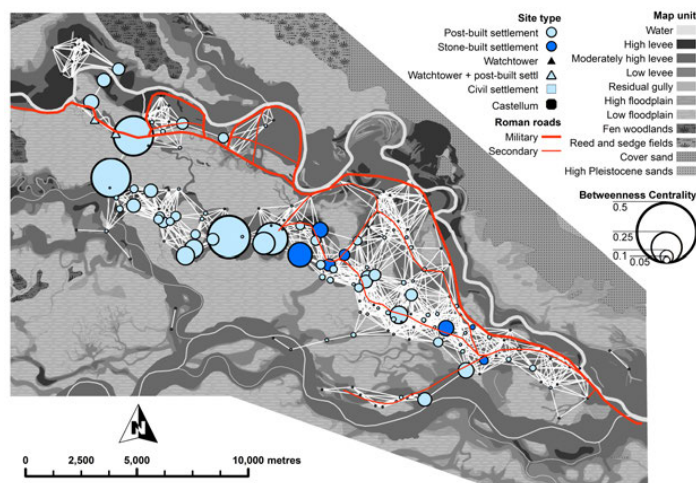 Site type
Post-built settlement
Stone-built settlement
Watchtower
Watchtower + post-built settl
Civil settlement
Castellum
Roman roads
Military
Secondary
Map unit
Water
High levee
Moderately high levee
Low levee
Residual gully
High floodplain
Low floodplain
Fen woodlands
Reed and sedge fields
Cover sand
High Pleistocene sands
Betweenness Centrality
0.5
0.25
0.1
0.05
N
0 2,500 5,000 10,000 metres